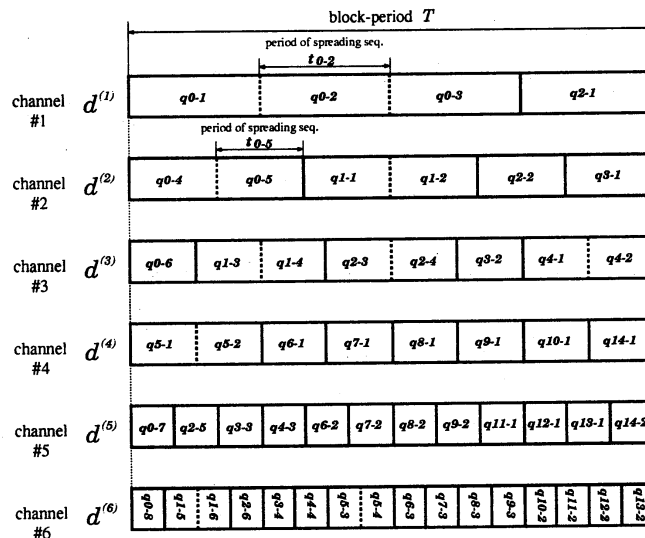 block-period T
period of spreading seq.
t0-2
channel #1 d(1) q0-1 q0-2 q0-3 q2-1
period of spreading seq.
t0-5
channel #2 d(2) q0-4 q0-5 q1-1 q1-2 q2-2 q3-1
channel #3 d(3) q0-6 q1-3 q1-4 q2-3 q2-4 q3-2 q4-1 q4-2
channel #4 d(4) q5-1 q5-2 q6-1 q7-1 q8-1 q9-1 q10-1 q14-1
channel #5 d(5) q0-7 q2-5 q3-3 q4-3 q6-2 q7-2 q8-2 q9-2 q11-1 q12-1 q13-1 q14-2
channel #6 d(6) q0-8 q1-5 q1-6 q2-6 q3-4 q4-4 q5-3 q5-4 q6-3 q7-3 q8-3 q9-3 q10-2 q11-2 q12-2 q13-2